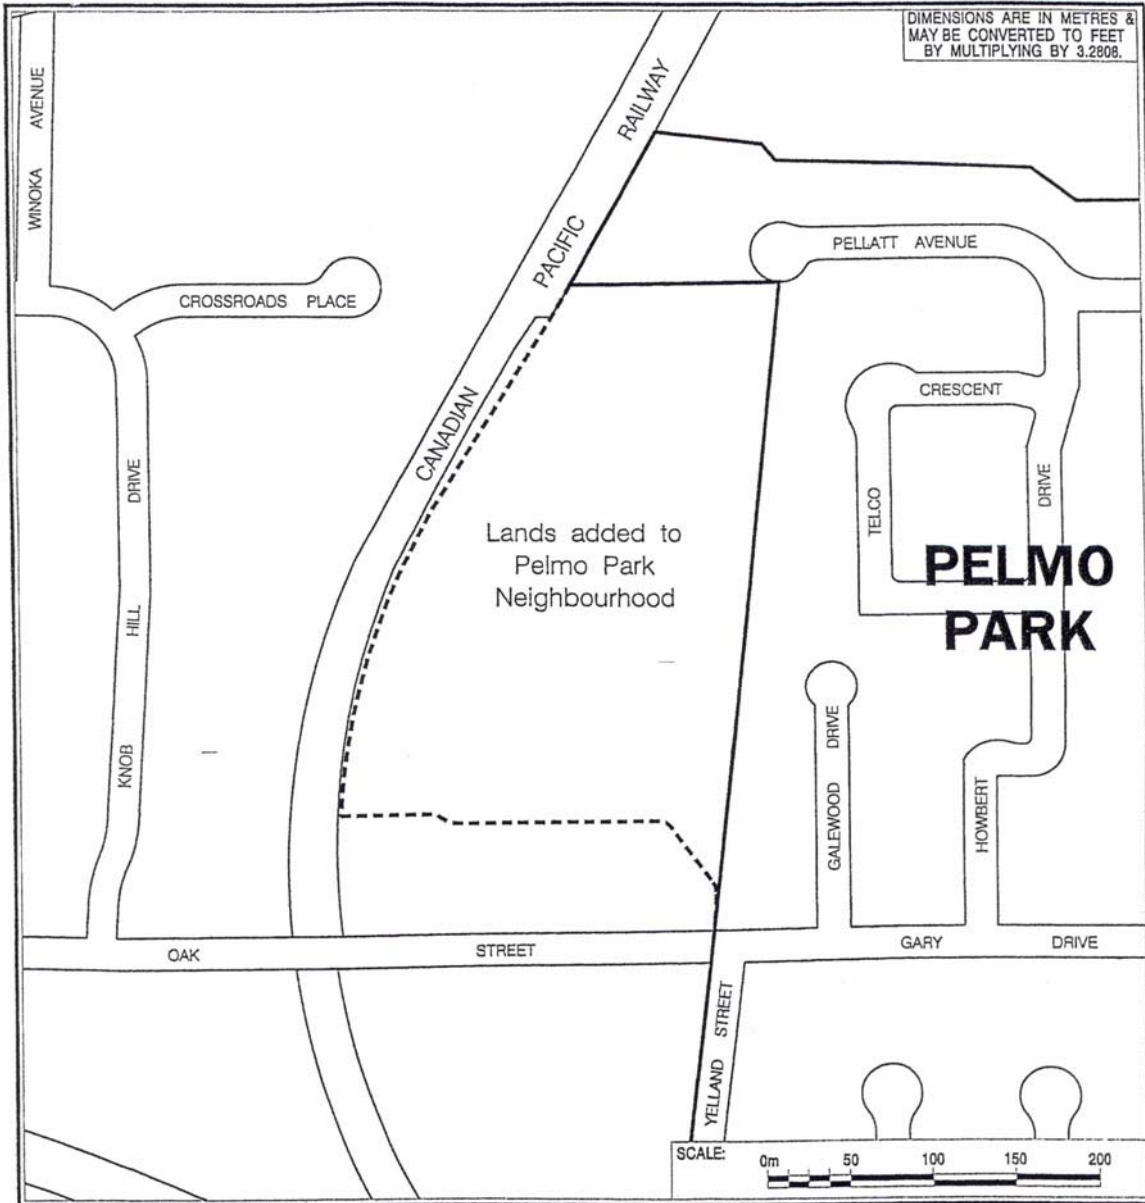 DIMENSIONS ARE IN METRES &
MAY BE CONVERTED TO FEET
BY MULTIPLYING BY 3.2808.
WINOKA AVENUE
CANADIAN PACIFIC RAILWAY
PELLATT AVENUE
CROSSROADS PLACE
CRESCENT
TELCO
DRIVE
KNOB HILL DRIVE
Lands added to
Pelmo Park
Neighbourhood
PELMO
PARK
GALEWOOD DRIVE
HOWBERT
OAK STREET
GARY DRIVE
YELLAND STREET
SCALE:
0m 50 100 150 200